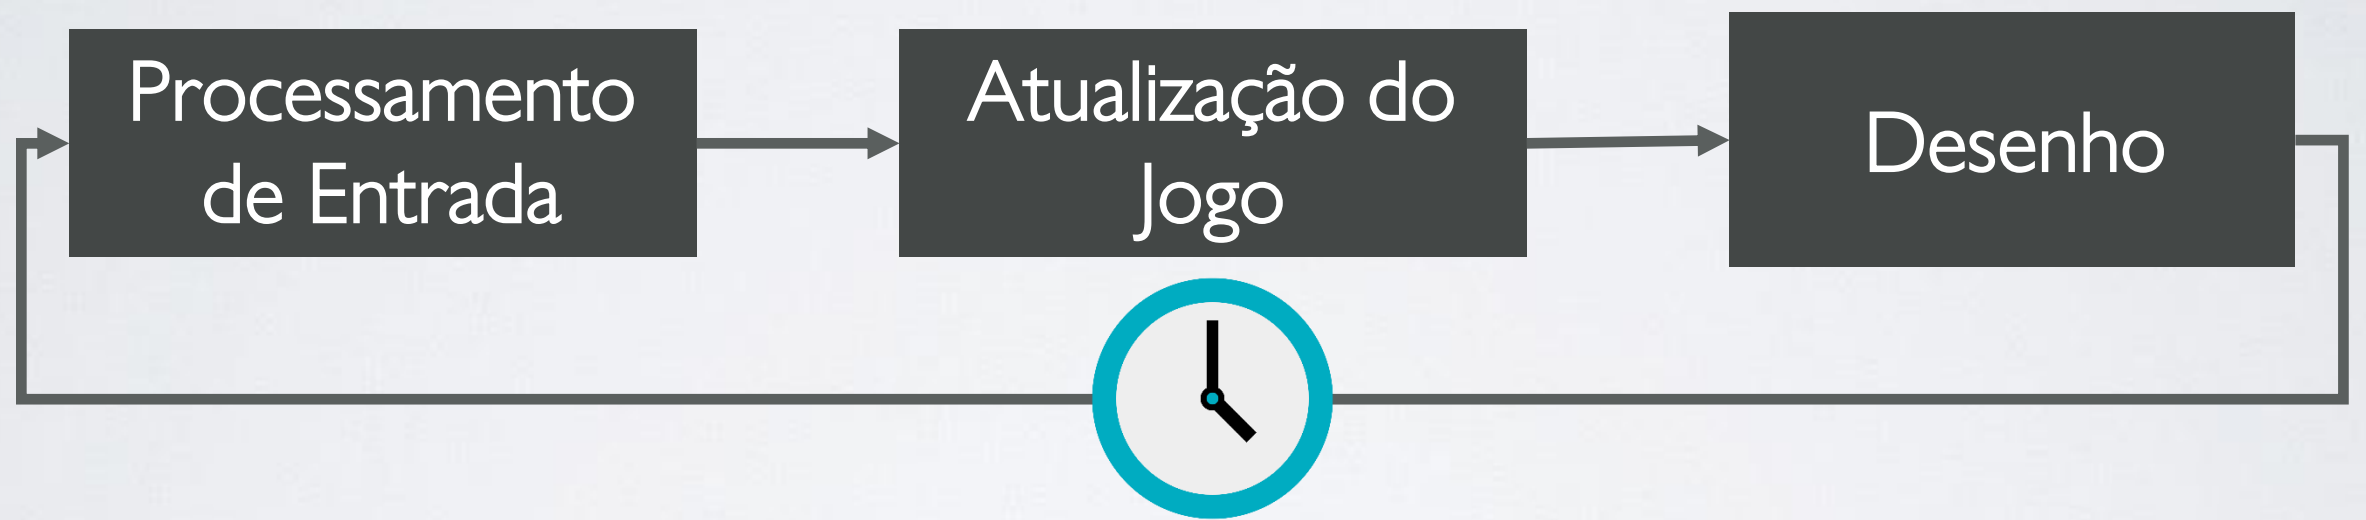 Processamento
de Entrada
Atualização do
Jogo
Desenho